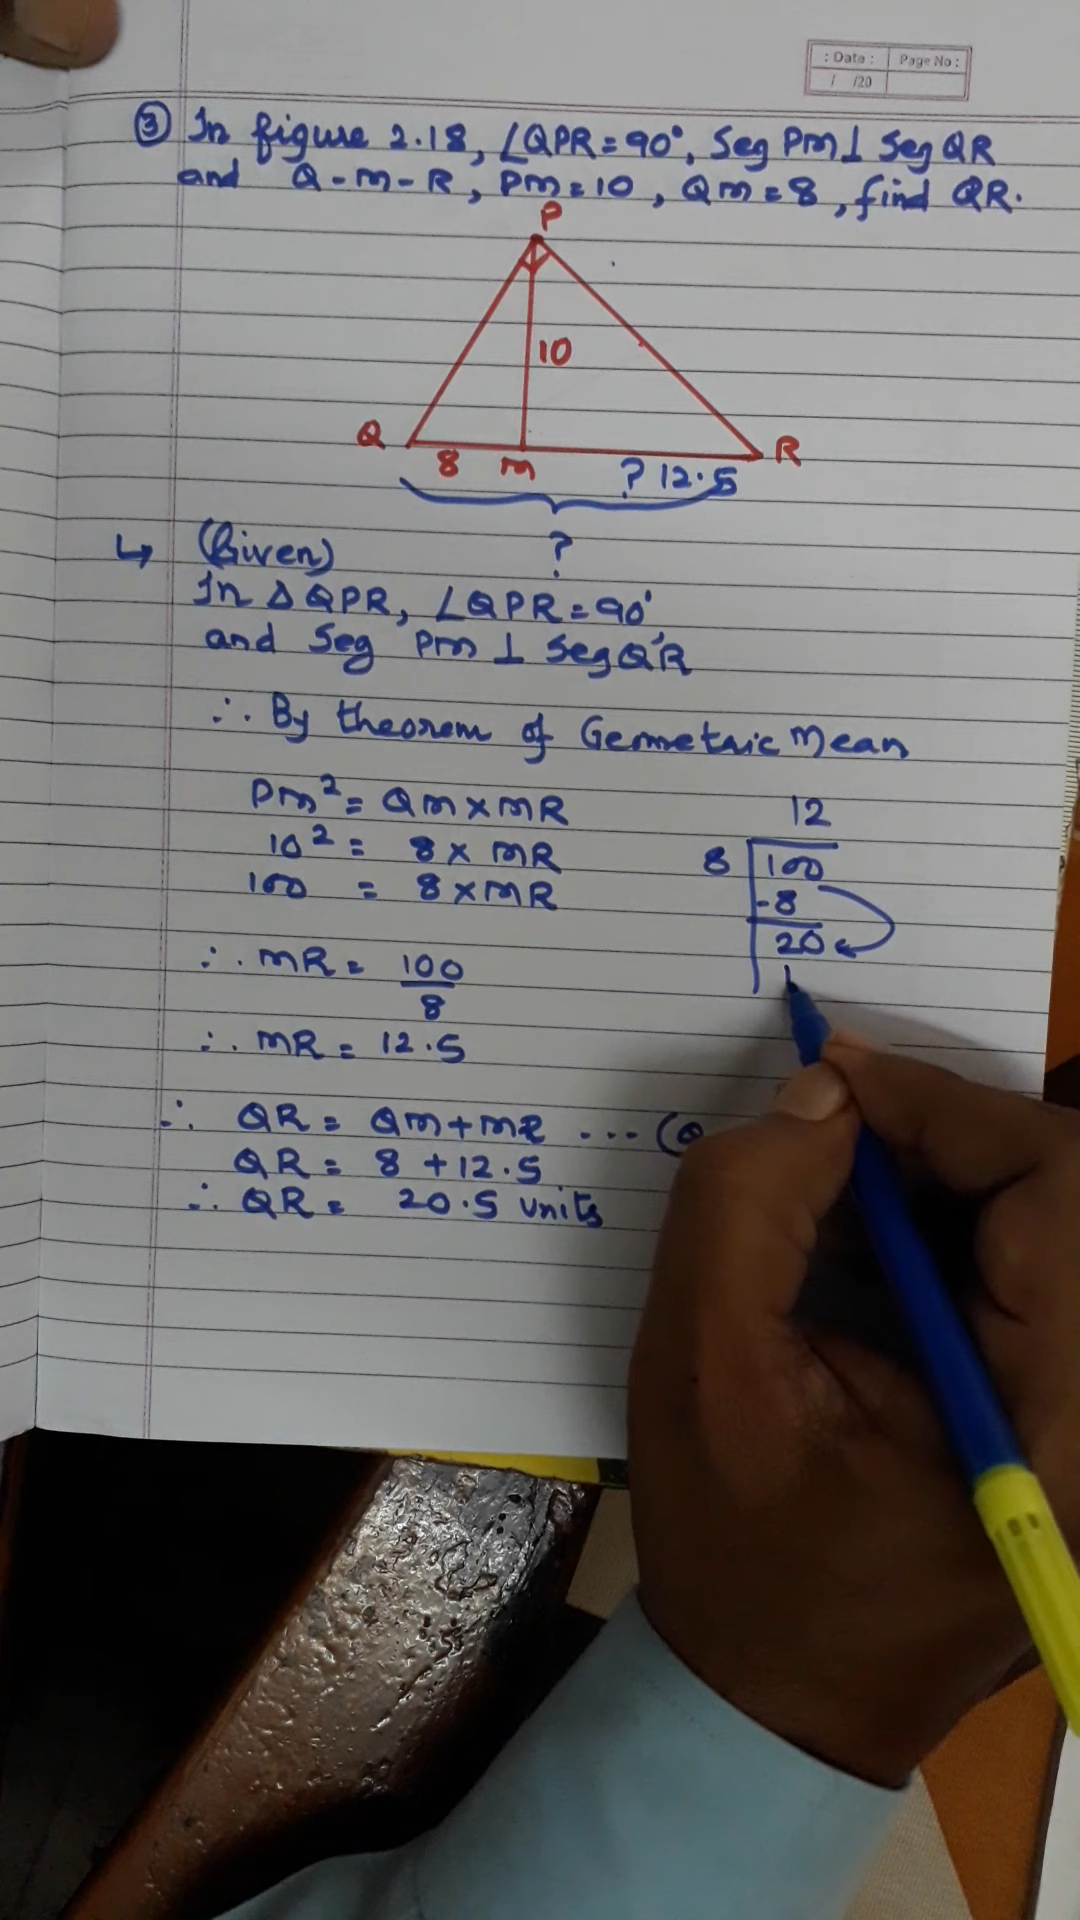 : Date : Page No :
/ /20
③ In figure 2.18, ∠QPR = 90°, Seg PM ⊥ Seg QR
and Q-M-R, PM = 10, QM = 8, find QR.
P
10
Q 8 M ? 12.5 R
?
↳ (Given)
In △QPR, ∠QPR = 90°
and Seg PM ⊥ Seg QR
∴ By theorem of Geometric Mean
PM² = QM × MR
10² = 8 × MR
100 = 8 × MR
∴ MR = 100/8
∴ MR = 12.5
∴ QR = QM + MR ... (Q
QR = 8 + 12.5
∴ QR = 20.5 units
12
8 100
-8
20
1